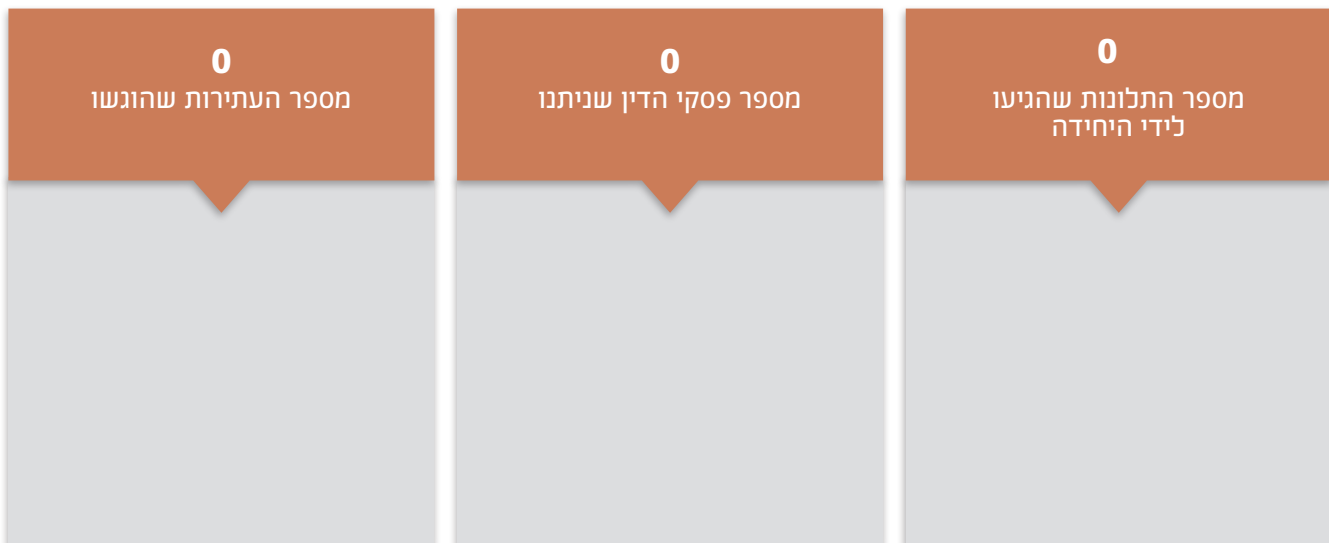 0
מספר התלונות שהגיעו
לידי היחידה
0
מספר פסקי הדין שניתנו
0
מספר העתירות שהוגשו